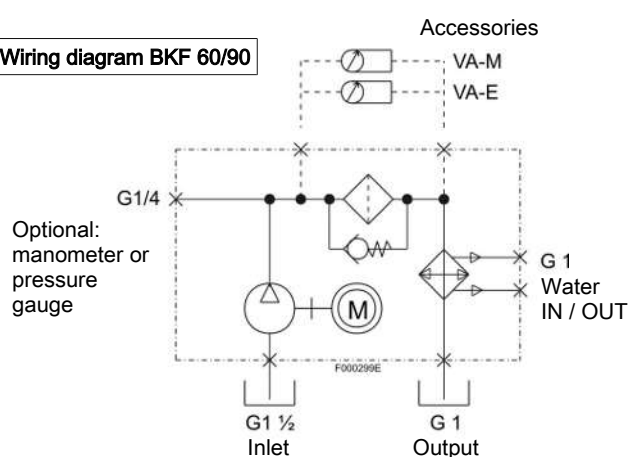 Accessories
Wiring diagram BKF 60/90
VA-M
VA-E
G1/4
Optional:
manometer or
pressure
gauge
G 1
Water
IN / OUT
M
F000299E
G1 ½
Inlet
G 1
Output